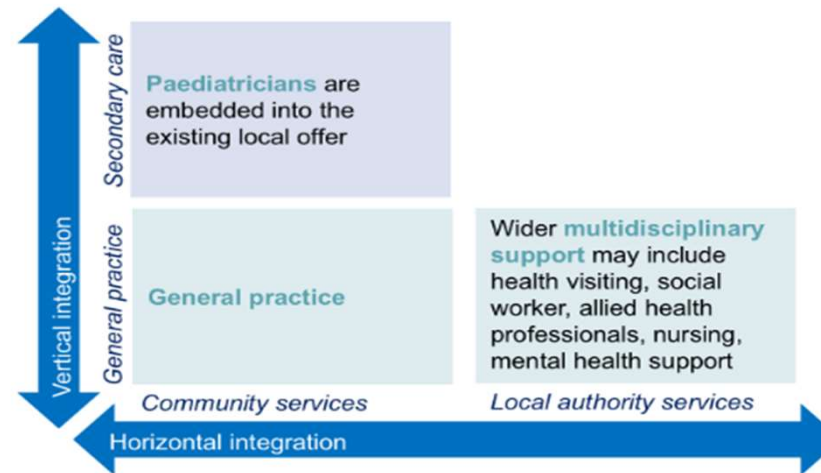 Secondary care
Paediatricians are
embedded into the
existing local offer
Vertical integration
General practice
General practice
Wider multidisciplinary
support may include
health visiting, social
worker, allied health
professionals, nursing,
mental health support
Community services
Local authority services
Horizontal integration